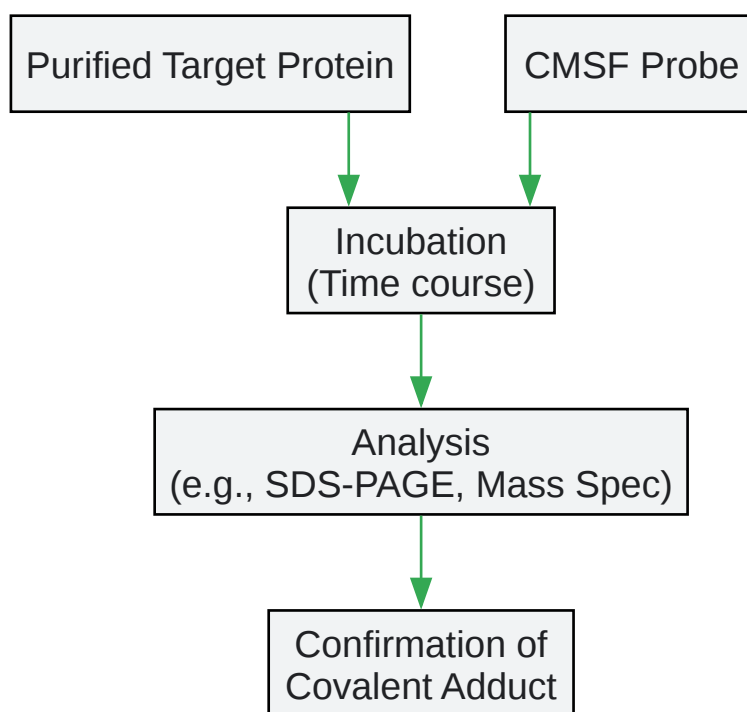 Purified Target Protein
CMSF Probe
Incubation
(Time course)
Analysis
(e.g., SDS-PAGE, Mass Spec)
Confirmation of
Covalent Adduct